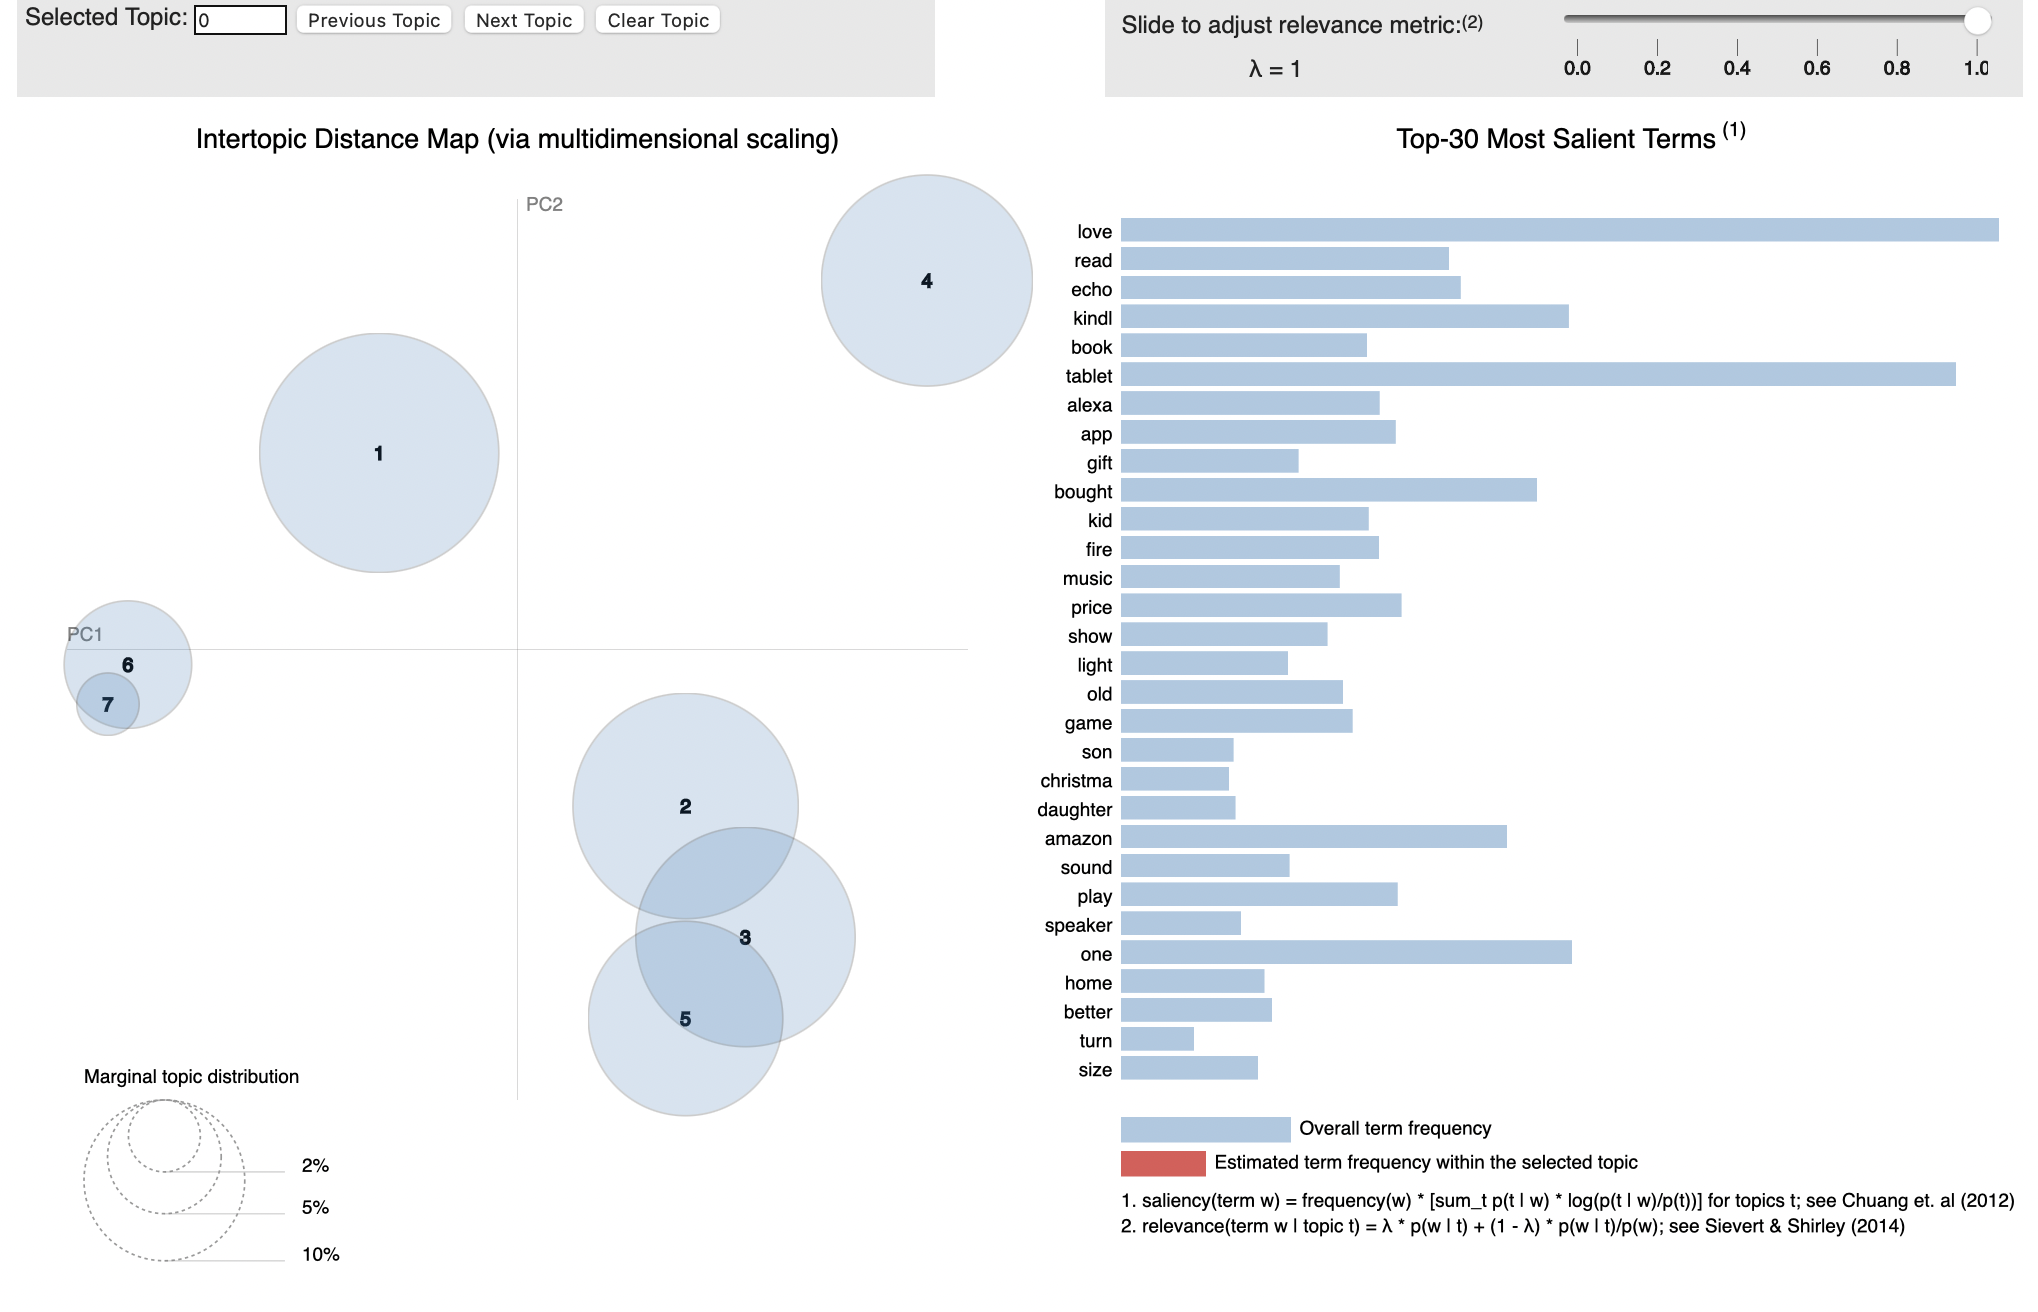 Selected Topic: 0 Previous Topic Next Topic Clear Topic
Slide to adjust relevance metric:(2)
λ = 1
0.0 0.2 0.4 0.6 0.8 1.0
Intertopic Distance Map (via multidimensional scaling)
PC2
4
1
PC1
6
7
2
3
5
Marginal topic distribution
2%
5%
10%
Top-30 Most Salient Terms (1)
love
read
echo
kindl
book
tablet
alexa
app
gift
bought
kid
fire
music
price
show
light
old
game
son
christma
daughter
amazon
sound
play
speaker
one
home
better
turn
size
Overall term frequency
Estimated term frequency within the selected topic
1. saliency(term w) = frequency(w) * [sum_t p(t | w) * log(p(t | w)/p(t))] for topics t; see Chuang et. al (2012)
2. relevance(term w | topic t) = λ * p(w | t) + (1 - λ) * p(w | t)/p(w); see Sievert & Shirley (2014)